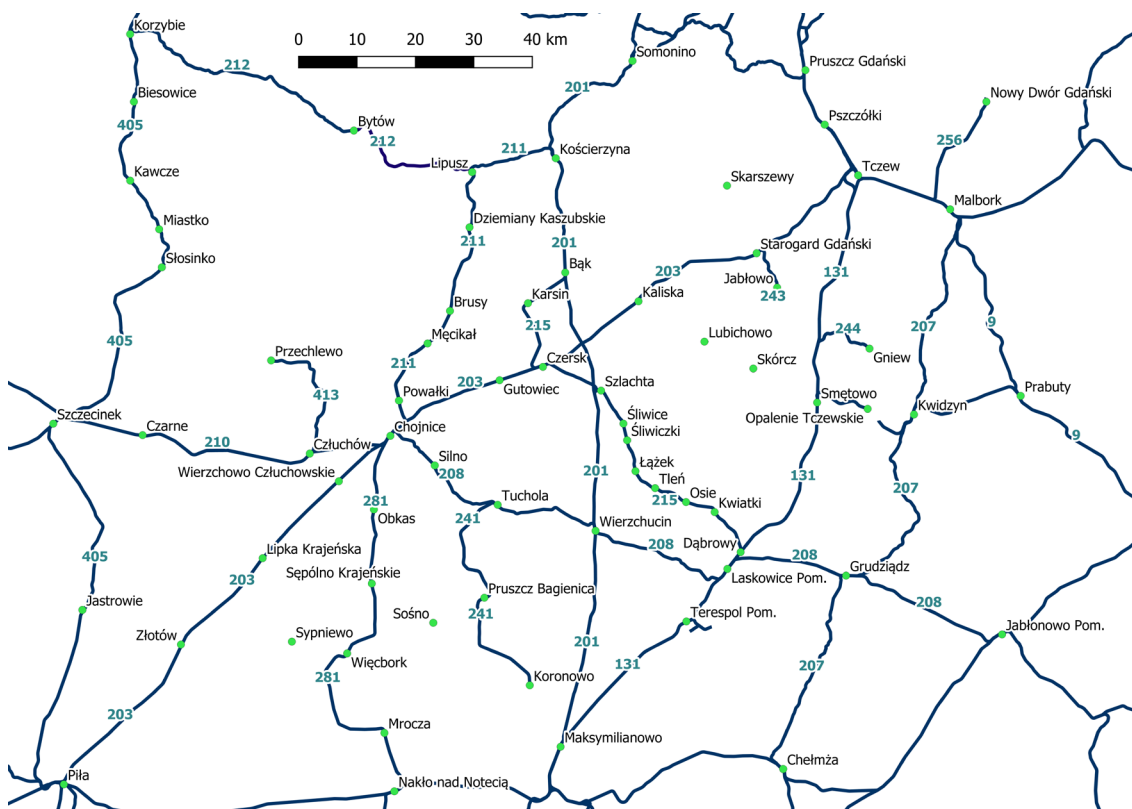 Korzybie
0 10 20 30 40 km
Somonino
Pruszcz Gdański
212
201
Biesowice
Nowy Dwór Gdański
405
Bytów
Pszczółki
212
256
211
Lipusz
Kościerzyna
Tczew
Kawcze
Skarszewy
Malbork
Miastko
Dziemiany Kaszubskie
211
201
Starogard Gdański
Słosinko
Bąk
203
131
Jabłowo
243
Karsin
Kaliska
Brusy
215
9
207
244
405
Męcikał
Lubichowo
Przechlewo
211
Czersk
Gniew
Skórcz
203
Gutowiec
413
Powałki
Szlachta
Smętowo
Prabuty
Szczecinek
Śliwice
Opalenie Tczewskie
Kwidzyn
Czarne
Chojnice
Śliwiczki
9
210
Człuchów
Silno
Wierzchowo Człuchowskie
208
Łążek
201
131
Tleń
207
281
Tuchola
215
Osie
Kwiatki
Obkas
241
Wierzchucin
208
Dąbrowy
405
Lipka Krajeńska
208
Grudziądz
203
Sępólno Krajeńskie
Laskowice Pom.
Jastrowie
Pruszcz Bagienica
208
Sośno
241
Terespol Pom.
Jabłonowo Pom.
Złotów
Sypniewo
201
Więcbork
131
207
281
Koronowo
203
Mrocza
Maksymilianowo
Chełmża
Piła
Nakło nad Notecią